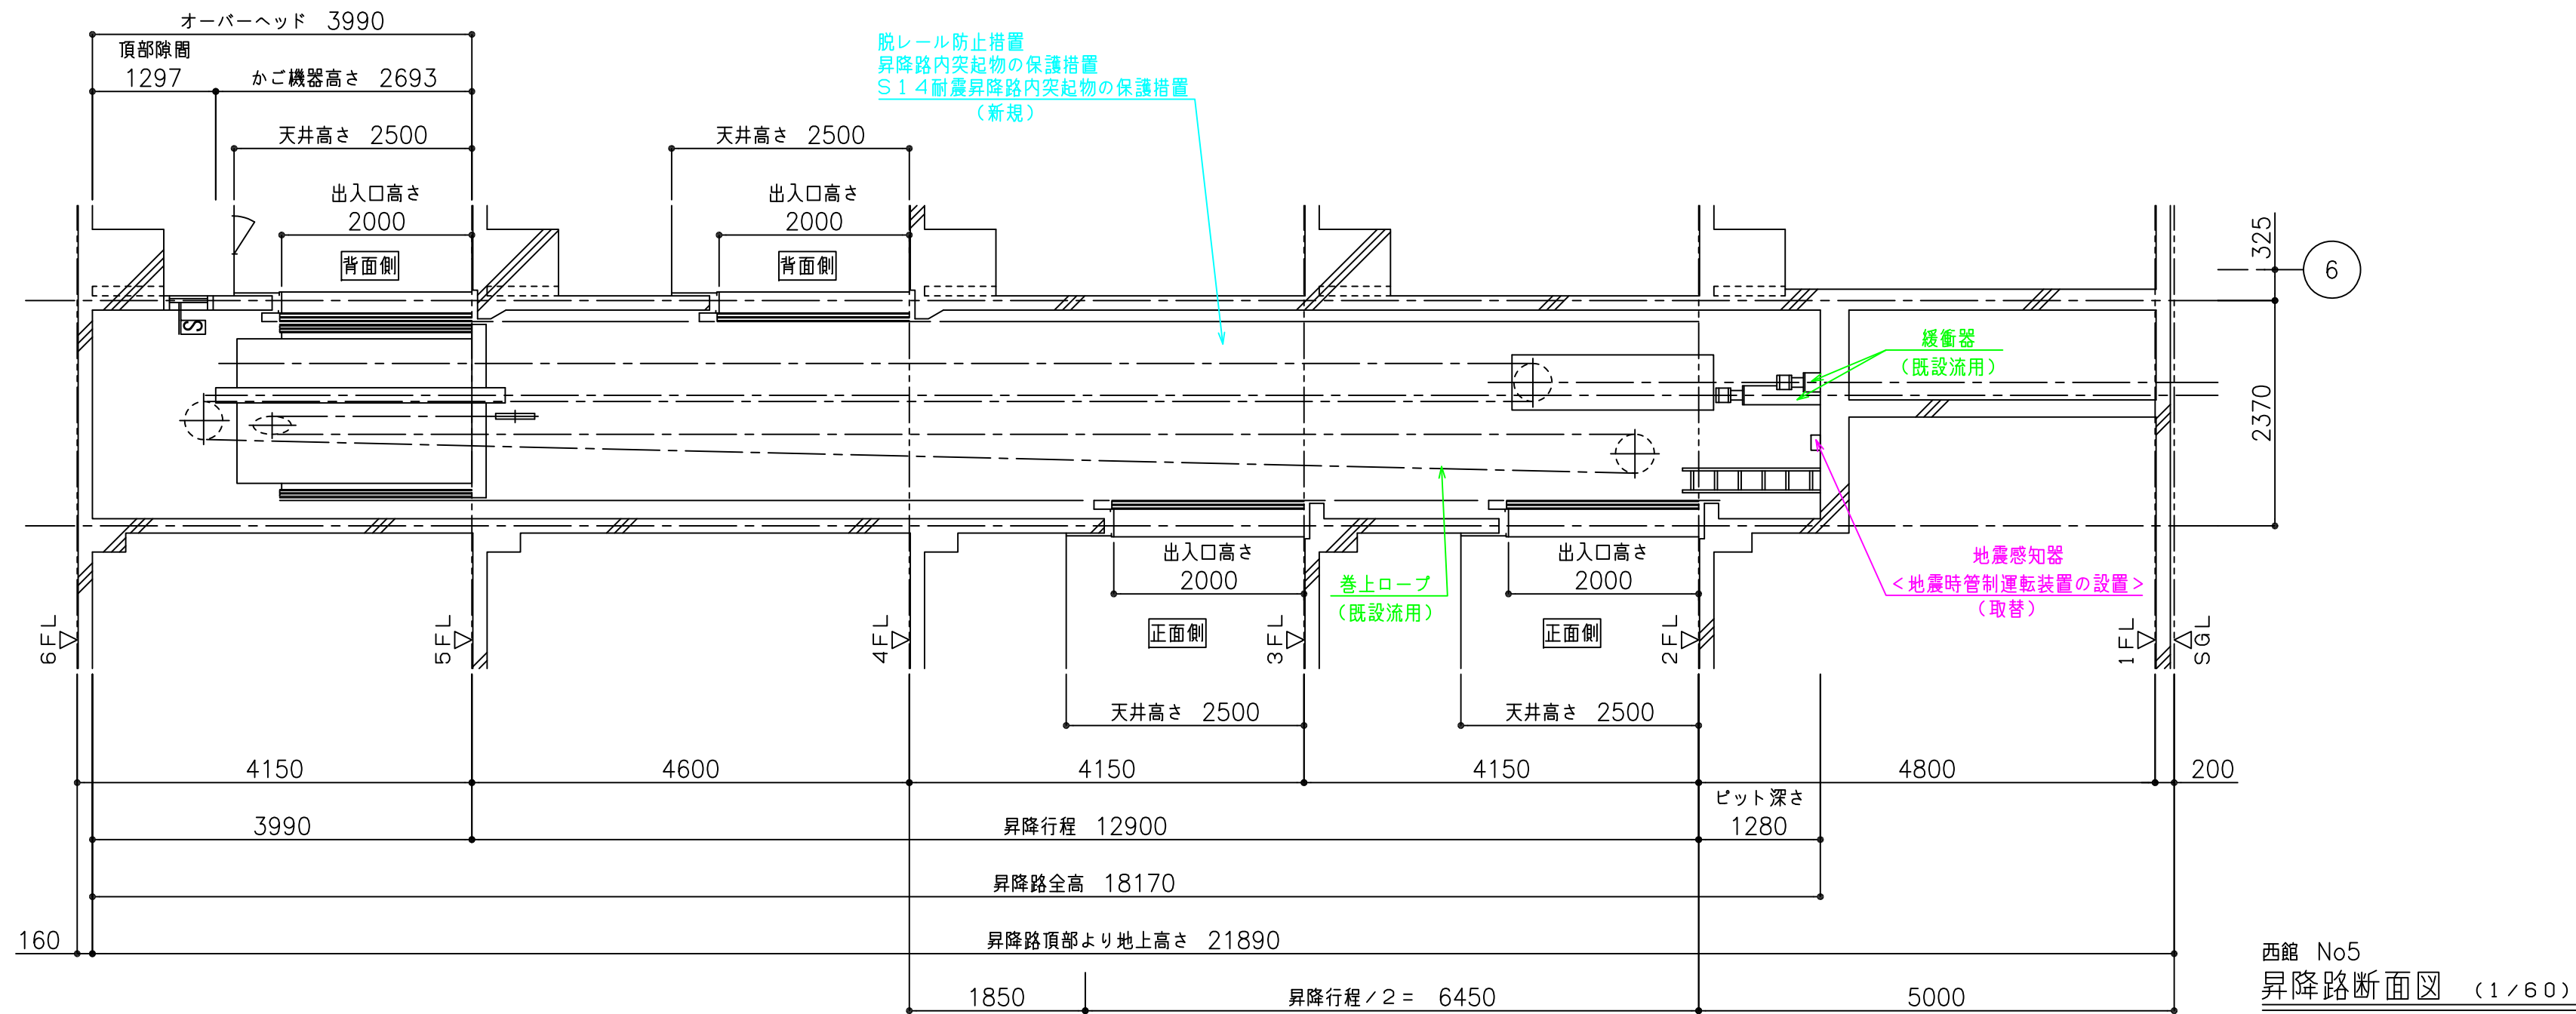 オーバーヘッド 3990
頂部隙間
1297
かご機器高さ 2693
天井高さ 2500
天井高さ 2500
出入口高さ
2000
出入口高さ
2000
背面側
背面側
脱レール防止措置
昇降路内突起物の保護措置
S14耐震昇降路内突起物の保護措置
(新規)
325
6
2370
S
緩衝器
(既設流用)
出入口高さ
2000
出入口高さ
2000
巻上ロープ
(既設流用)
地震感知器
<地震時管制運転装置の設置>
(取替)
正面側
正面側
6FL
5FL
4FL
3FL
2FL
1FL
SGL
天井高さ 2500
天井高さ 2500
4150
4600
4150
4150
4800
200
3990
昇降行程 12900
ピット深さ
1280
昇降路全高 18170
160
昇降路頂部より地上高さ 21890
1850
昇降行程/2= 6450
5000
西館 No5
昇降路断面図 (1/60)